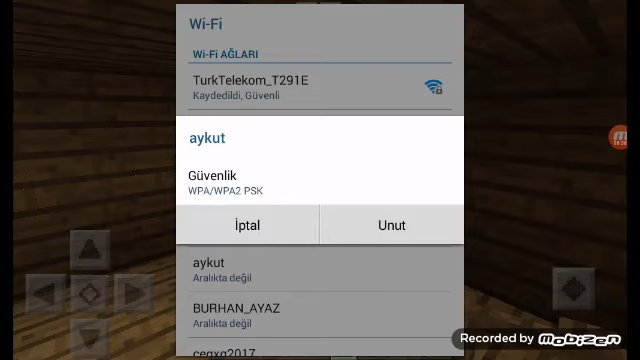 Wi-Fi
Wi-Fi AĞLARI
TurkTelekom_T291E
Kaydedildi, Güvenli
aykut
Güvenlik
WPA/WPA2 PSK
İptal
Unut
aykut
Aralıkta değil
BURHAN_AYAZ
Aralıkta değil
Recorded by mobizen